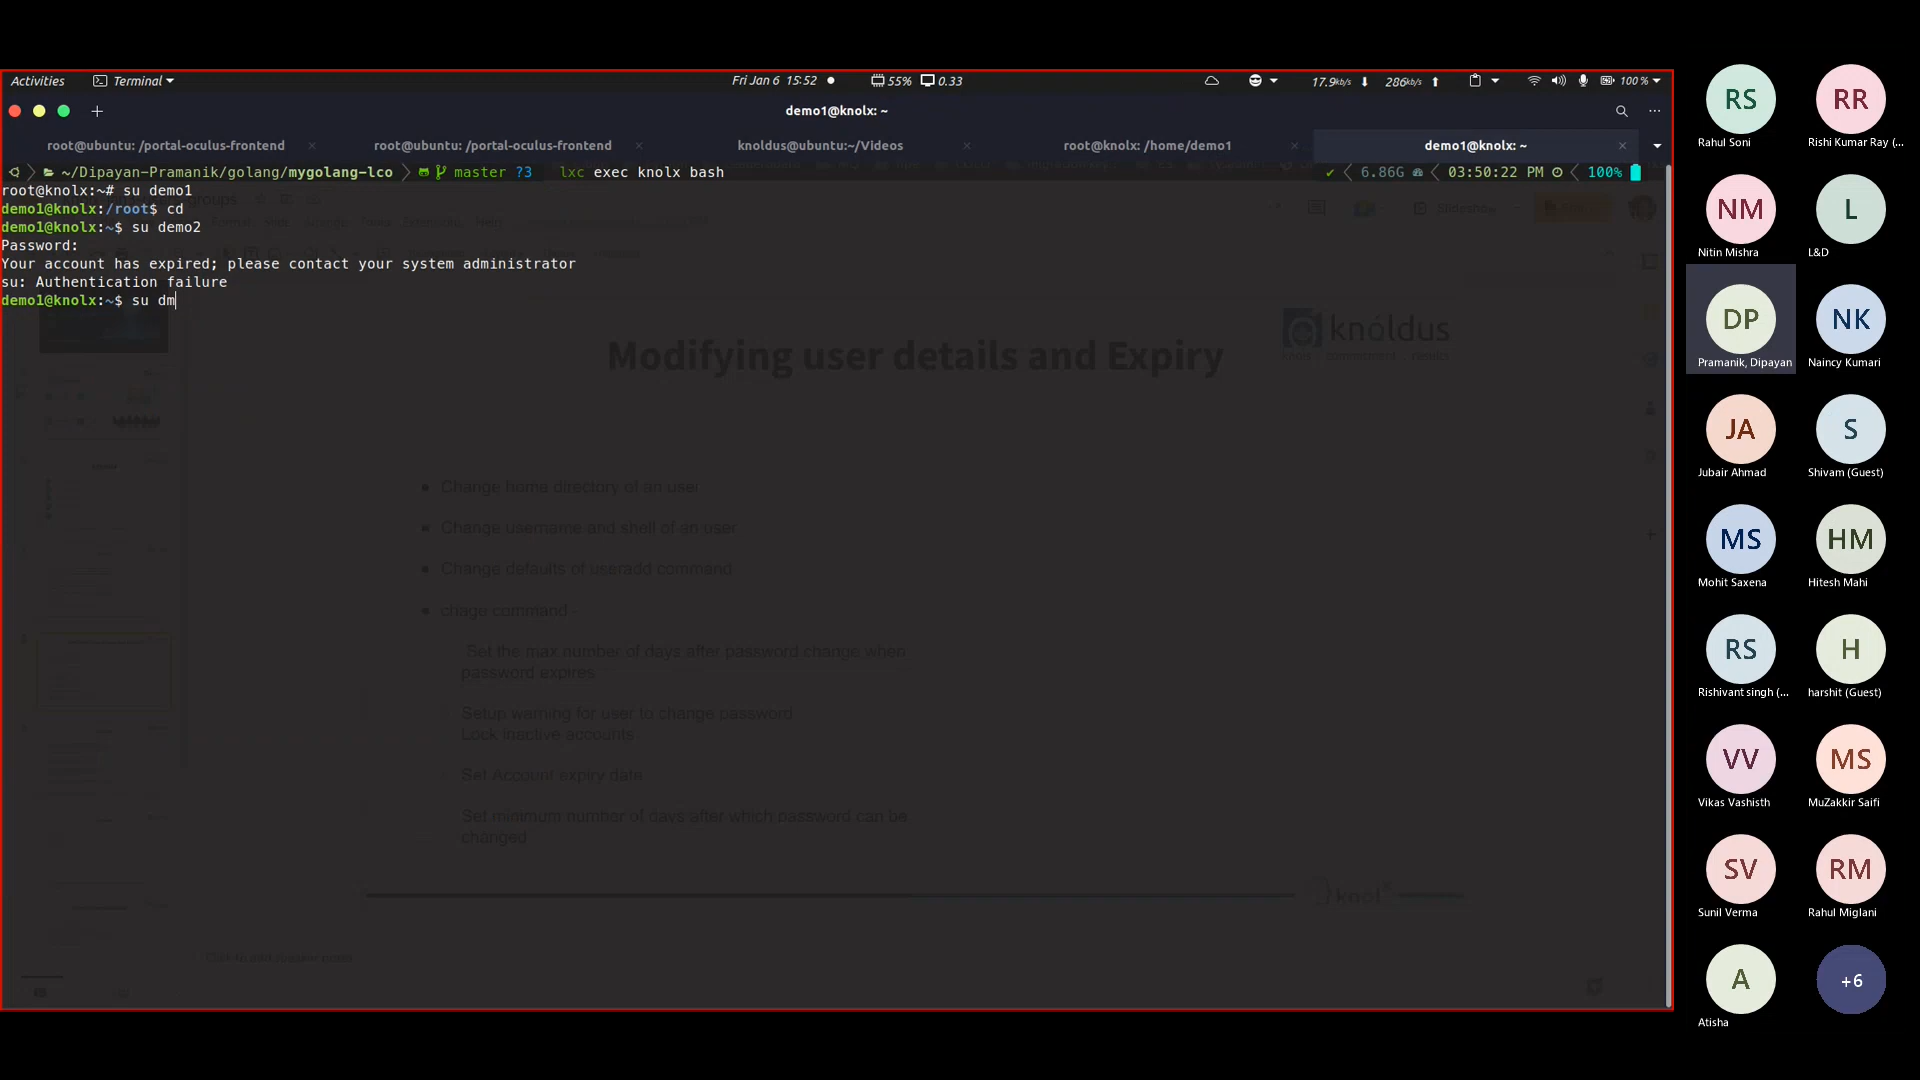 Activities
Terminal
Fri Jan 6 15:52
55%
0.33
17.9kb/s
286kb/s
100%
demo1@knolx: ~
root@ubuntu: /portal-oculus-frontend
root@ubuntu: /portal-oculus-frontend
knoldus@ubuntu:~/Videos
root@knolx: /home/demo1
demo1@knolx: ~
~/Dipayan-Pramanik/golang/mygolang-lco master ?3 lxc exec knolx bash
6.86G 03:50:22 PM 100%
root@knolx:~# su demo1
demo1@knolx:/root$ cd
demo1@knolx:~$ su demo2
Password:
Your account has expired; please contact your system administrator
su: Authentication failure
demo1@knolx:~$ su dm
Slideshow
knoldus
Modifying user details and Expiry
Change home directory of an user
Change username and shell of an user
Change defaults of useradd command
chage command -
Set the max number of days after password change when
password expires
Setup warning for user to change password
Lock inactive accounts
Set Account expiry date
Set minimum number of days after which password can be
changed
RS
Rahul Soni
RR
Rishi Kumar Ray (...
NM
Nitin Mishra
L
L&D
DP
Pramanik, Dipayan
NK
Naincy Kumari
JA
Jubair Ahmad
S
Shivam (Guest)
MS
Mohit Saxena
HM
Hitesh Mahi
RS
Rishivant singh (...
H
harshit (Guest)
VV
Vikas Vashisth
MS
MuZakkir Saifi
SV
Sunil Verma
RM
Rahul Miglani
A
Atisha
+6